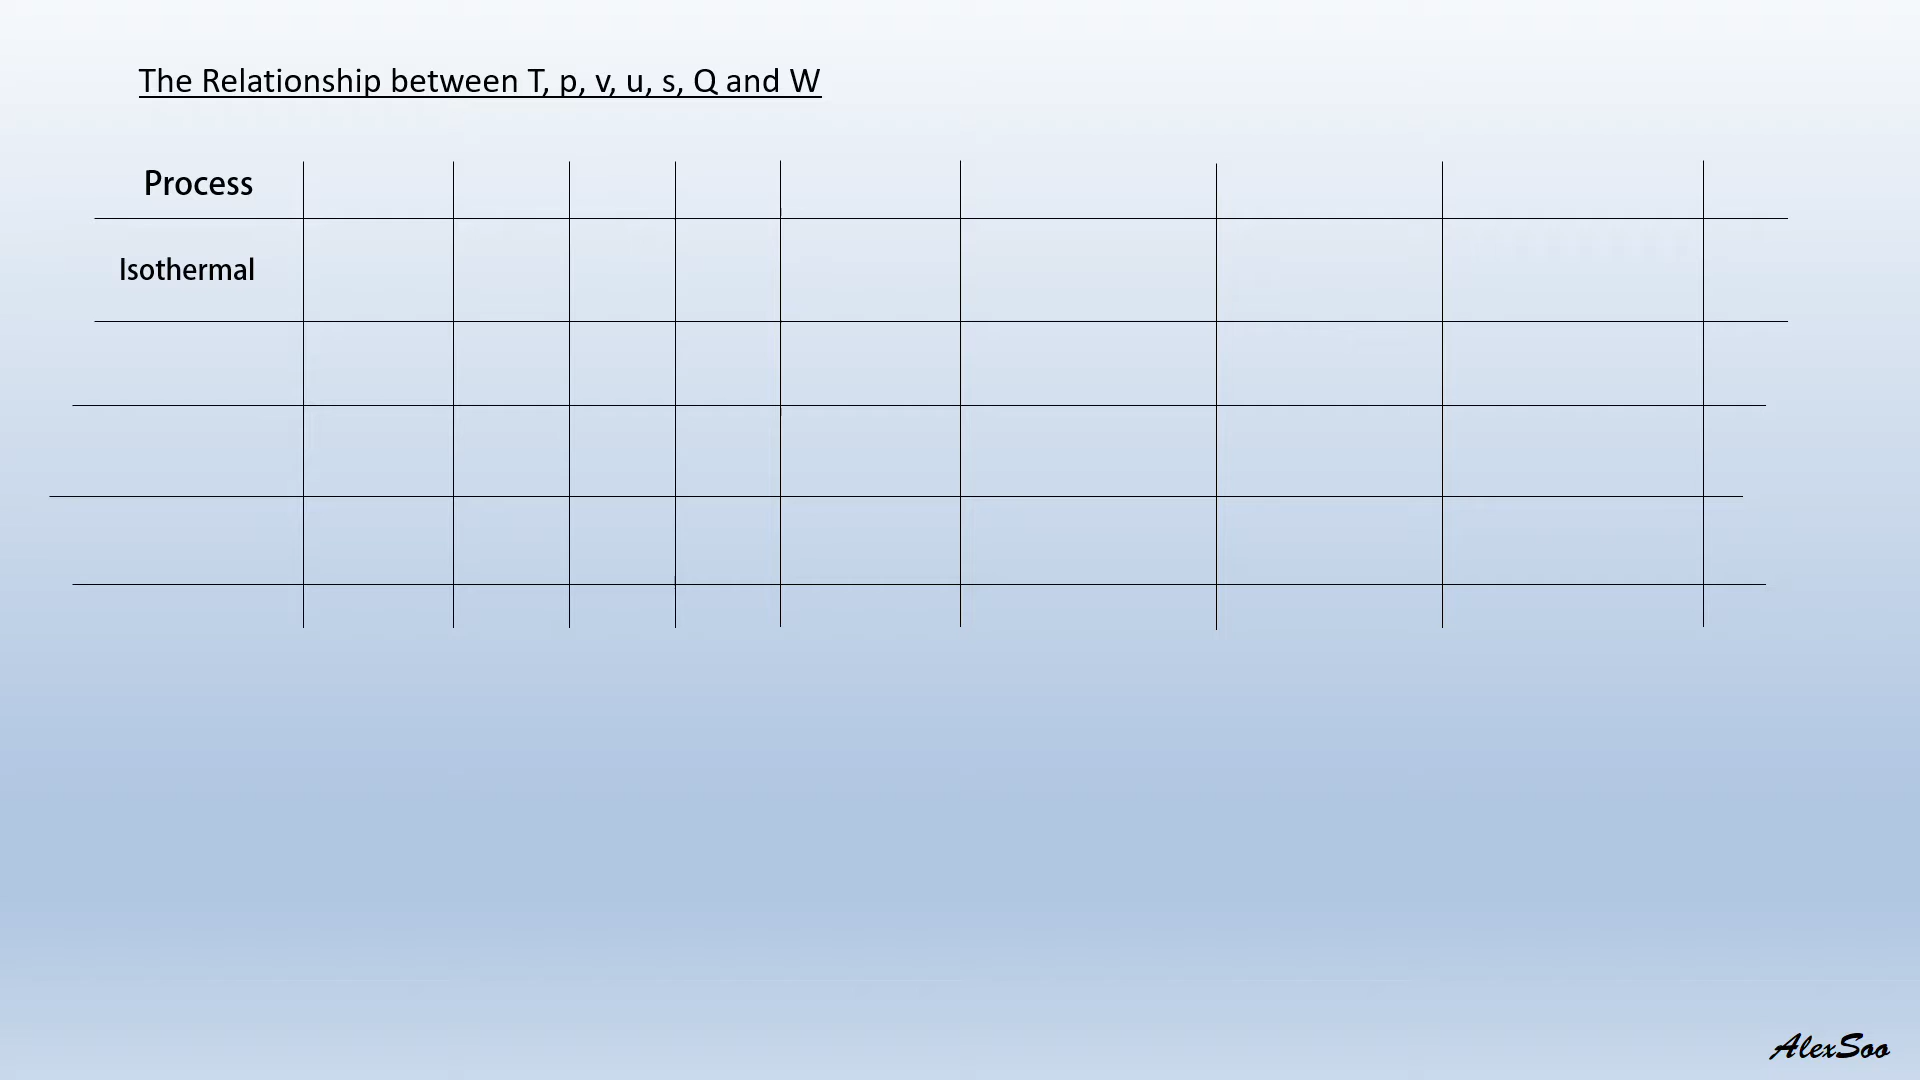 The Relationship between T, p, v, u, s, Q and W
Process
Isothermal
AlexSoo